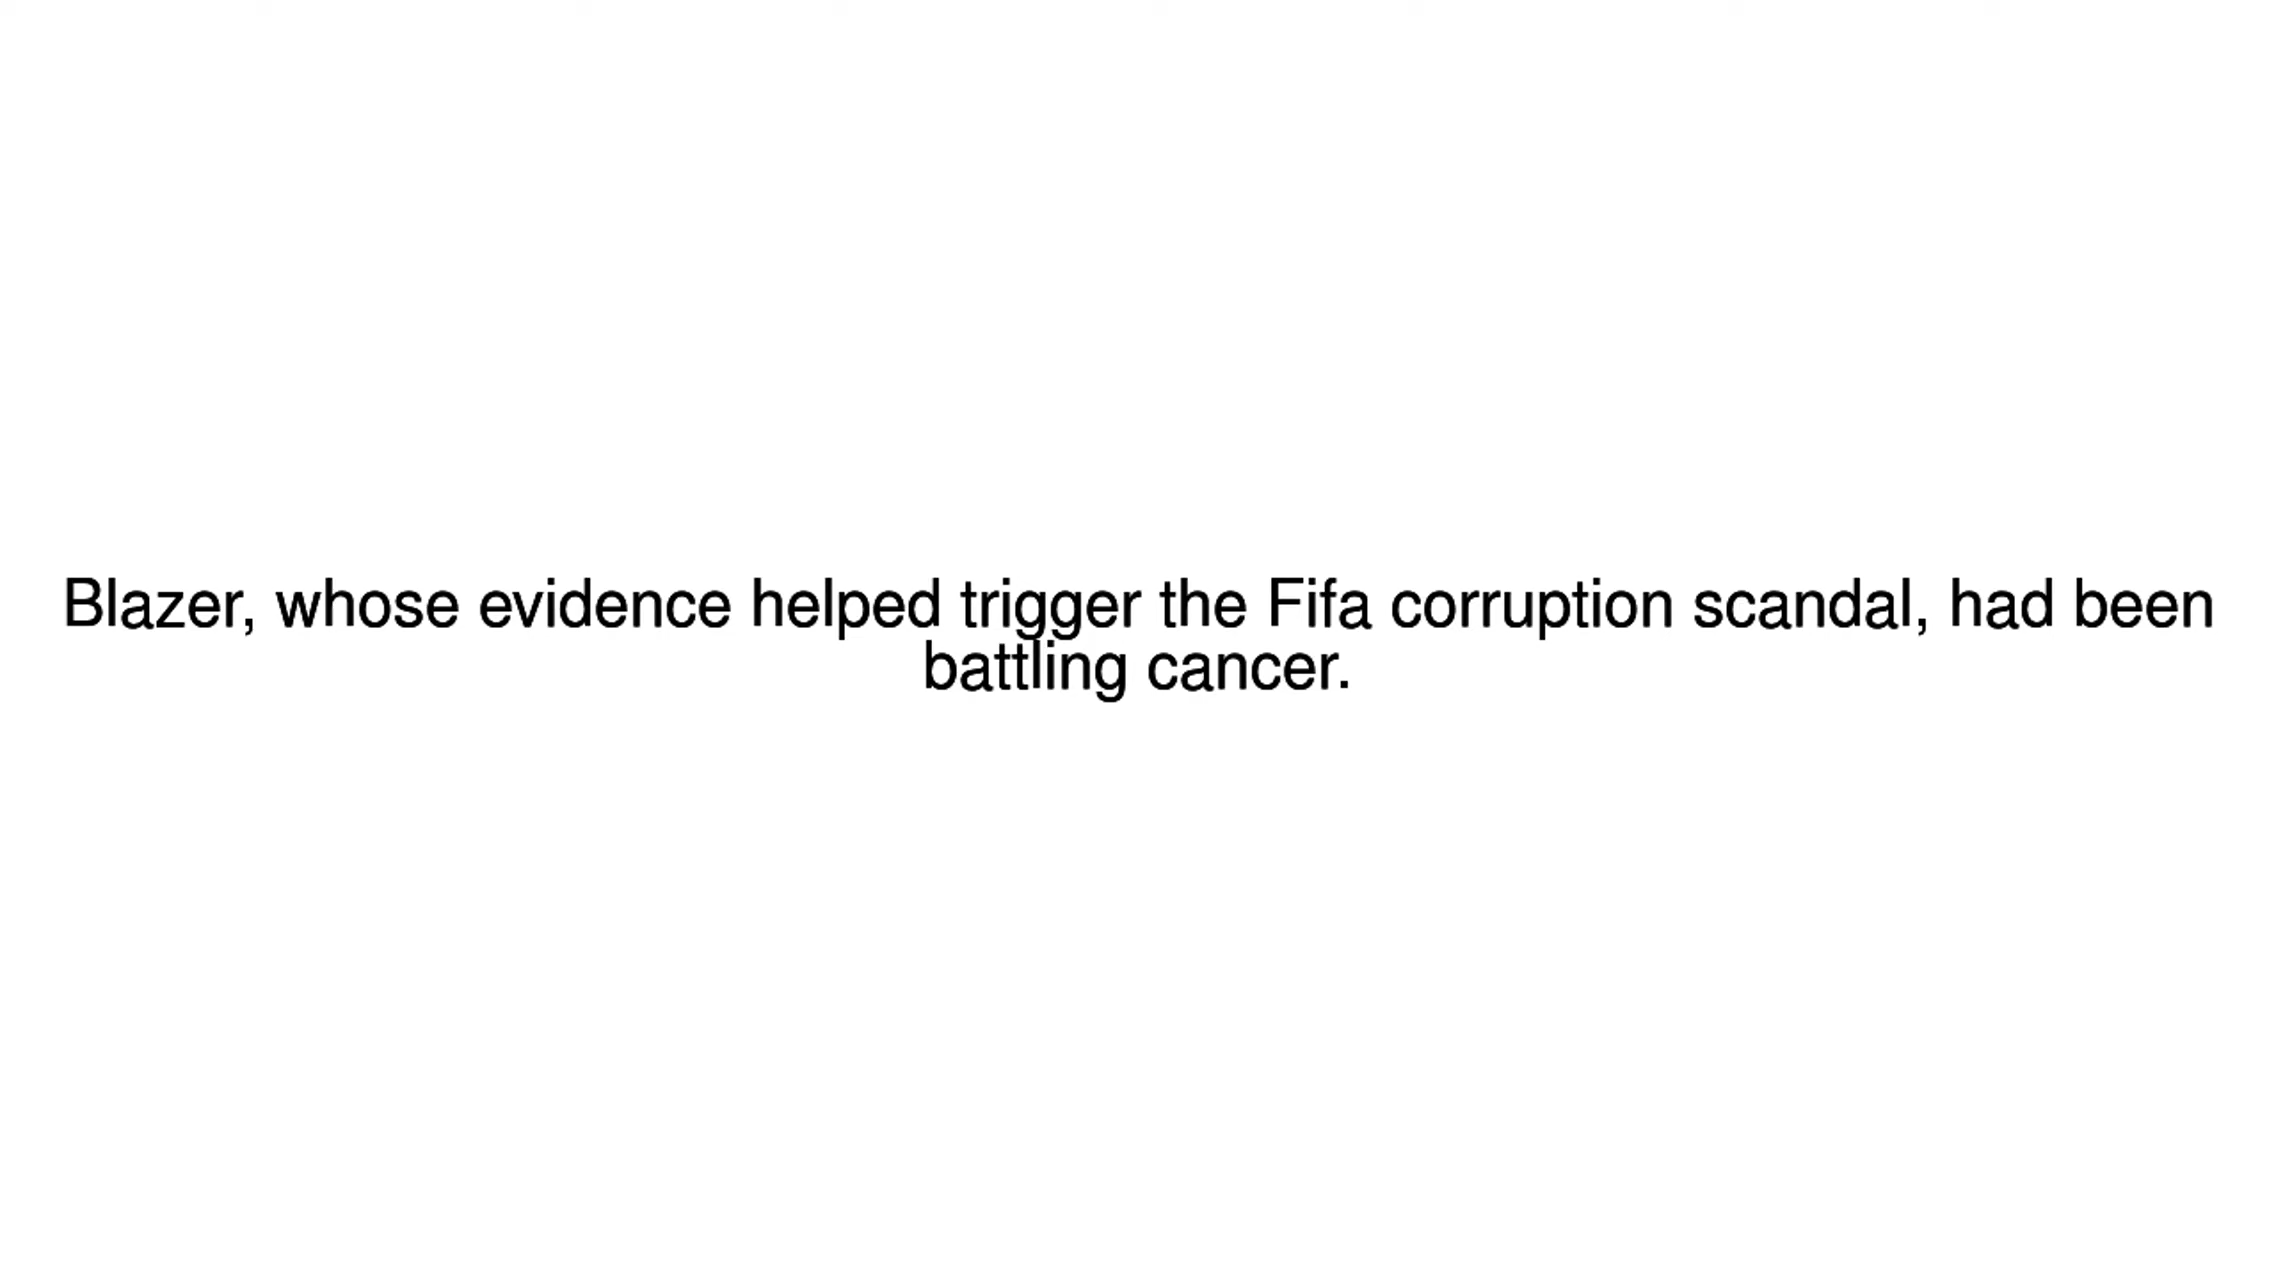 Blazer, whose evidence helped trigger the Fifa corruption scandal, had been
battling cancer.